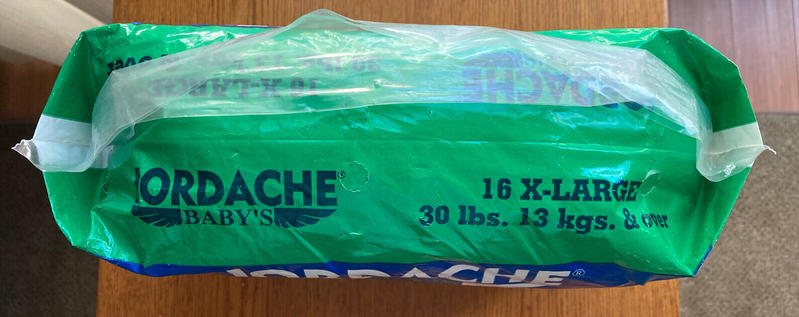 JORDACHE®
BABY'S
16 X-LARGE
30 lbs. 13 kgs. & over
JORDACHE®